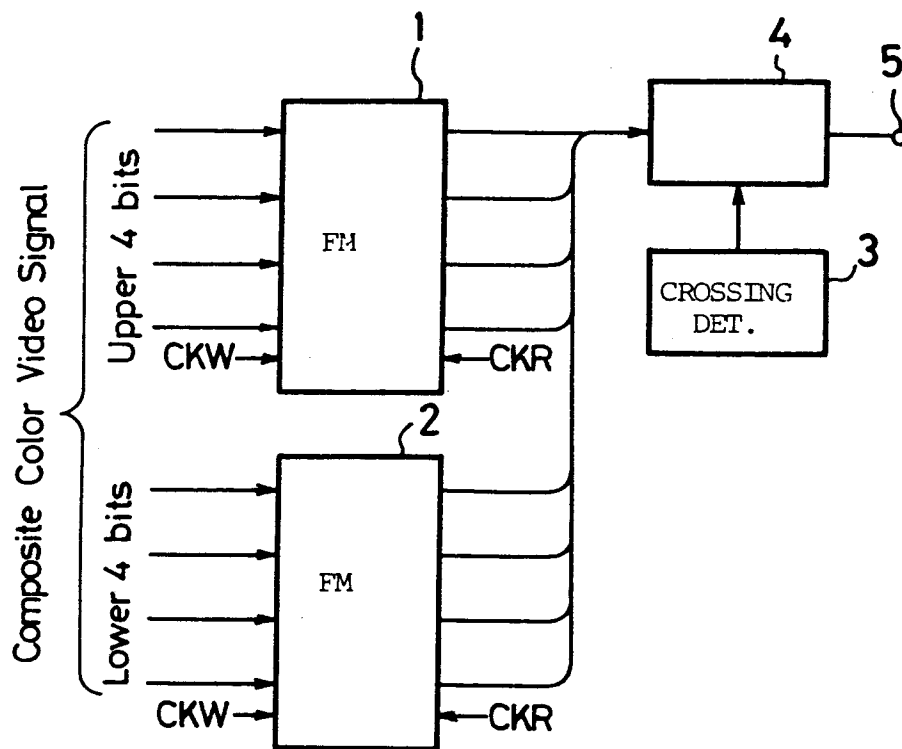 1
4
5
Composite Color Video Signal
Upper 4 bits
FM
3
CROSSING
DET.
CKW
CKR
2
Lower 4 bits
FM
CKW
CKR